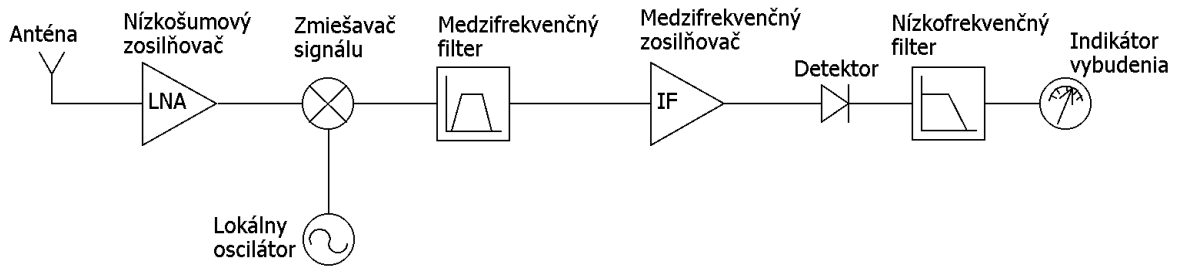 Anténa
Nízkošumový
zosilňovač
LNA
Zmiešavač
signálu
Medzifrekvenčný
filter
Medzifrekvenčný
zosilňovač
IF
Detektor
Nízkofrekvenčný
filter
Indikátor
vybudenia
Lokálny
oscilátor